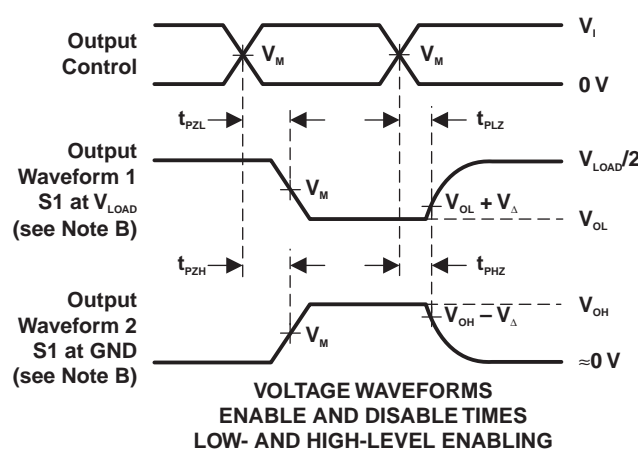 Output
Control
V_M
V_M
V_I
0 V
t_PZL
t_PLZ
Output
Waveform 1
S1 at V_LOAD
(see Note B)
V_M
V_OL + V_Δ
V_LOAD/2
V_OL
t_PZH
t_PHZ
Output
Waveform 2
S1 at GND
(see Note B)
V_M
V_OH – V_Δ
V_OH
≈0 V
VOLTAGE WAVEFORMS
ENABLE AND DISABLE TIMES
LOW- AND HIGH-LEVEL ENABLING